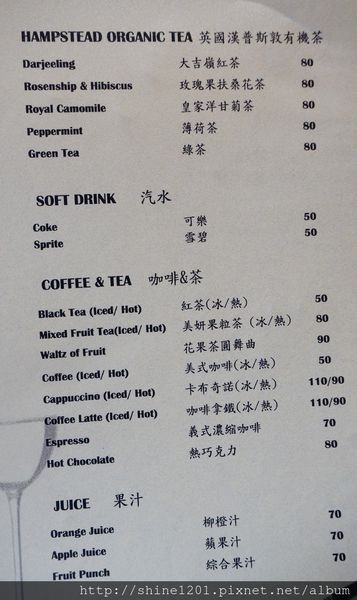 HAMPSTEAD ORGANIC TEA 英國漢普斯敦有機茶
Darjeeling 大吉嶺紅茶 80
Rosenship & Hibiscus 玫瑰果扶桑花茶 80
Royal Camomile 皇家洋甘菊茶 80
Peppermint 薄荷茶 80
Green Tea 綠茶 80
SOFT DRINK 汽水
Coke 可樂 50
Sprite 雪碧 50
COFFEE & TEA 咖啡&茶
Black Tea (Iced/ Hot) 紅茶(冰/熱) 50
Mixed Fruit Tea(Iced/ Hot) 美妍果粒茶 (冰/熱) 80
Waltz of Fruit 花果茶圓舞曲 90
Coffee (Iced/ Hot) 美式咖啡(冰/熱) 50
Cappuccino (Iced/ Hot) 卡布奇諾(冰/熱) 110/90
Coffee Latte (Iced/ Hot) 咖啡拿鐵(冰/熱) 110/90
Espresso 義式濃縮咖啡 70
Hot Chocolate 熱巧克力 80
JUICE 果汁
Orange Juice 柳橙汁 70
Apple Juice 蘋果汁 70
Fruit Punch 綜合果汁 70
http://shine1201.pixnet.net/album